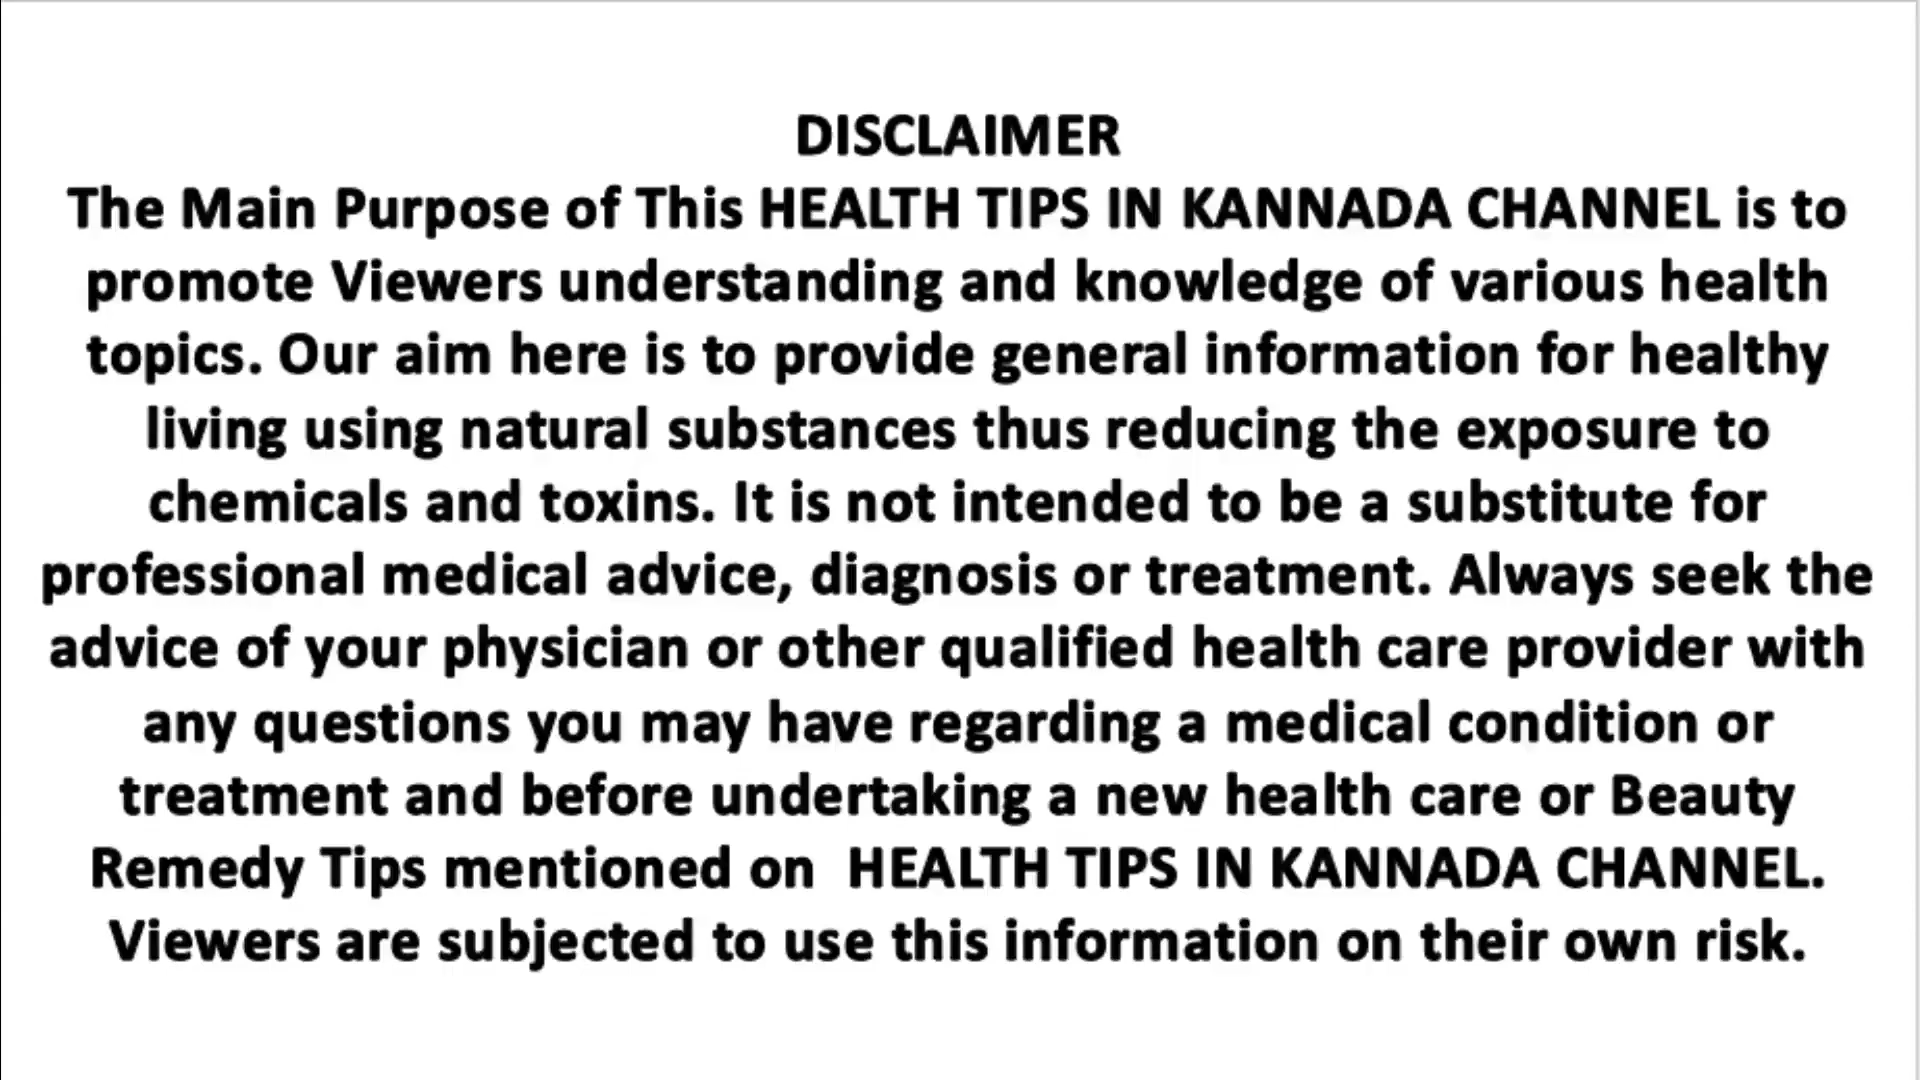 DISCLAIMER
The Main Purpose of This HEALTH TIPS IN KANNADA CHANNEL is to
promote Viewers understanding and knowledge of various health
topics. Our aim here is to provide general information for healthy
living using natural substances thus reducing the exposure to
chemicals and toxins. It is not intended to be a substitute for
professional medical advice, diagnosis or treatment. Always seek the
advice of your physician or other qualified health care provider with
any questions you may have regarding a medical condition or
treatment and before undertaking a new health care or Beauty
Remedy Tips mentioned on  HEALTH TIPS IN KANNADA CHANNEL.
Viewers are subjected to use this information on their own risk.